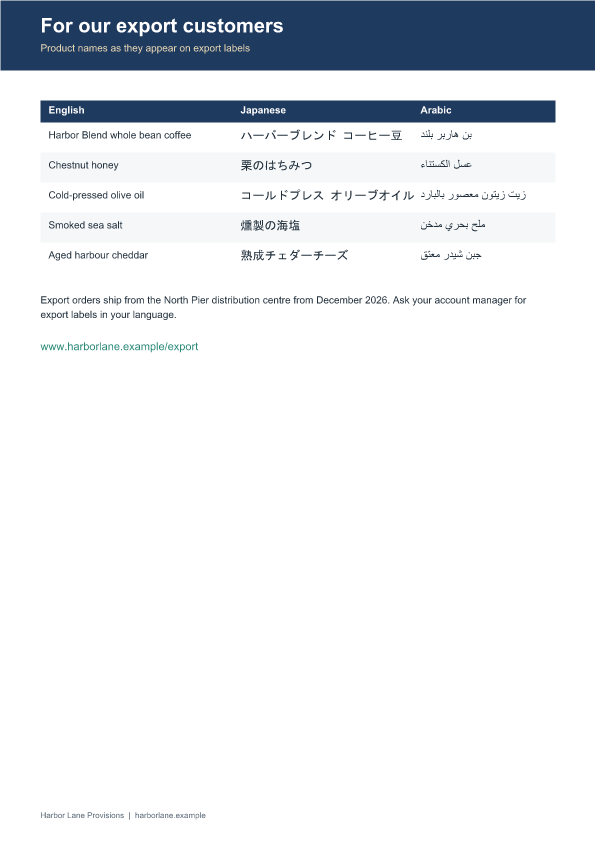 For our export customers
Product names as they appear on export labels
English Japanese Arabic
Harbor Blend whole bean coffee ハーバーブレンド コーヒー豆 بن هاربر بلند
Chestnut honey 栗のはちみつ عسل الكستناء
Cold-pressed olive oil コールドプレス オリーブオイル زيت زيتون معصور بالبارد
Smoked sea salt 燻製の海塩 ملح بحري مدخن
Aged harbour cheddar 熟成チェダーチーズ جبن شيدر معتق
Export orders ship from the North Pier distribution centre from December 2026. Ask your account manager for
export labels in your language.
www.harborlane.example/export
Harbor Lane Provisions | harborlane.example